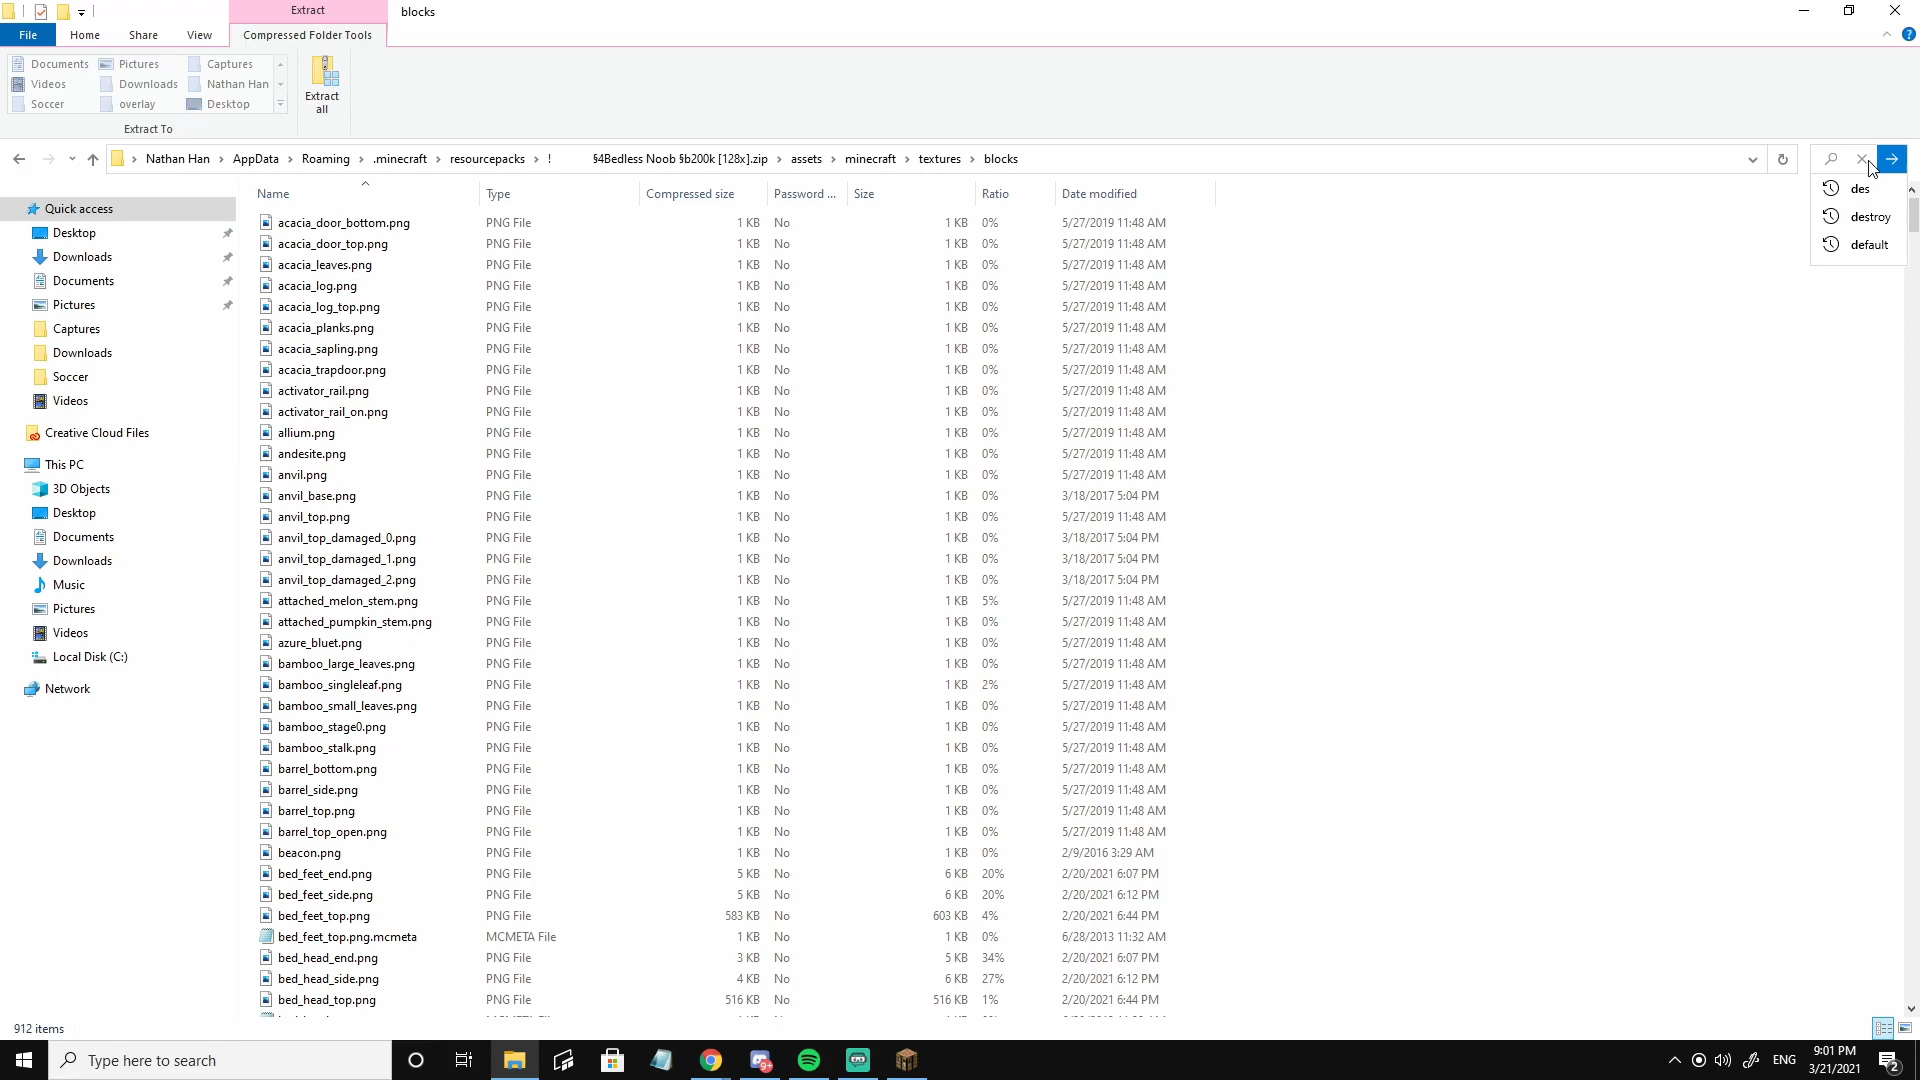 Extract
blocks
File
Home
Share
View
Compressed Folder Tools
Documents
Pictures
Captures
Videos
Downloads
Nathan Han
Soccer
overlay
Desktop
Extract all
Extract To
Nathan Han › AppData › Roaming › .minecraft › resourcepacks › ! §4Bedless Noob §b200k [128x].zip › assets › minecraft › textures › blocks
des
destroy
default
Quick access
Desktop
Downloads
Documents
Pictures
Captures
Downloads
Soccer
Videos
Creative Cloud Files
This PC
3D Objects
Desktop
Documents
Downloads
Music
Pictures
Videos
Local Disk (C:)
Network
Name Type Compressed size Password ... Size Ratio Date modified
acacia_door_bottom.png PNG File 1 KB No 1 KB 0% 5/27/2019 11:48 AM
acacia_door_top.png PNG File 1 KB No 1 KB 0% 5/27/2019 11:48 AM
acacia_leaves.png PNG File 1 KB No 1 KB 0% 5/27/2019 11:48 AM
acacia_log.png PNG File 1 KB No 1 KB 0% 5/27/2019 11:48 AM
acacia_log_top.png PNG File 1 KB No 1 KB 0% 5/27/2019 11:48 AM
acacia_planks.png PNG File 1 KB No 1 KB 0% 5/27/2019 11:48 AM
acacia_sapling.png PNG File 1 KB No 1 KB 0% 5/27/2019 11:48 AM
acacia_trapdoor.png PNG File 1 KB No 1 KB 0% 5/27/2019 11:48 AM
activator_rail.png PNG File 1 KB No 1 KB 0% 5/27/2019 11:48 AM
activator_rail_on.png PNG File 1 KB No 1 KB 0% 5/27/2019 11:48 AM
allium.png PNG File 1 KB No 1 KB 0% 5/27/2019 11:48 AM
andesite.png PNG File 1 KB No 1 KB 0% 5/27/2019 11:48 AM
anvil.png PNG File 1 KB No 1 KB 0% 5/27/2019 11:48 AM
anvil_base.png PNG File 1 KB No 1 KB 0% 3/18/2017 5:04 PM
anvil_top.png PNG File 1 KB No 1 KB 0% 5/27/2019 11:48 AM
anvil_top_damaged_0.png PNG File 1 KB No 1 KB 0% 3/18/2017 5:04 PM
anvil_top_damaged_1.png PNG File 1 KB No 1 KB 0% 3/18/2017 5:04 PM
anvil_top_damaged_2.png PNG File 1 KB No 1 KB 0% 3/18/2017 5:04 PM
attached_melon_stem.png PNG File 1 KB No 1 KB 5% 5/27/2019 11:48 AM
attached_pumpkin_stem.png PNG File 1 KB No 1 KB 0% 5/27/2019 11:48 AM
azure_bluet.png PNG File 1 KB No 1 KB 0% 5/27/2019 11:48 AM
bamboo_large_leaves.png PNG File 1 KB No 1 KB 0% 5/27/2019 11:48 AM
bamboo_singleleaf.png PNG File 1 KB No 1 KB 2% 5/27/2019 11:48 AM
bamboo_small_leaves.png PNG File 1 KB No 1 KB 0% 5/27/2019 11:48 AM
bamboo_stage0.png PNG File 1 KB No 1 KB 0% 5/27/2019 11:48 AM
bamboo_stalk.png PNG File 1 KB No 1 KB 0% 5/27/2019 11:48 AM
barrel_bottom.png PNG File 1 KB No 1 KB 0% 5/27/2019 11:48 AM
barrel_side.png PNG File 1 KB No 1 KB 0% 5/27/2019 11:48 AM
barrel_top.png PNG File 1 KB No 1 KB 0% 5/27/2019 11:48 AM
barrel_top_open.png PNG File 1 KB No 1 KB 0% 5/27/2019 11:48 AM
beacon.png PNG File 1 KB No 1 KB 0% 2/9/2016 3:29 AM
bed_feet_end.png PNG File 5 KB No 6 KB 20% 2/20/2021 6:07 PM
bed_feet_side.png PNG File 5 KB No 6 KB 20% 2/20/2021 6:12 PM
bed_feet_top.png PNG File 583 KB No 603 KB 4% 2/20/2021 6:44 PM
bed_feet_top.png.mcmeta MCMETA File 1 KB No 1 KB 0% 6/28/2013 11:32 AM
bed_head_end.png PNG File 3 KB No 5 KB 34% 2/20/2021 6:07 PM
bed_head_side.png PNG File 4 KB No 6 KB 27% 2/20/2021 6:12 PM
bed_head_top.png PNG File 516 KB No 516 KB 1% 2/20/2021 6:44 PM
912 items
Type here to search
ENG
9:01 PM
3/21/2021
2